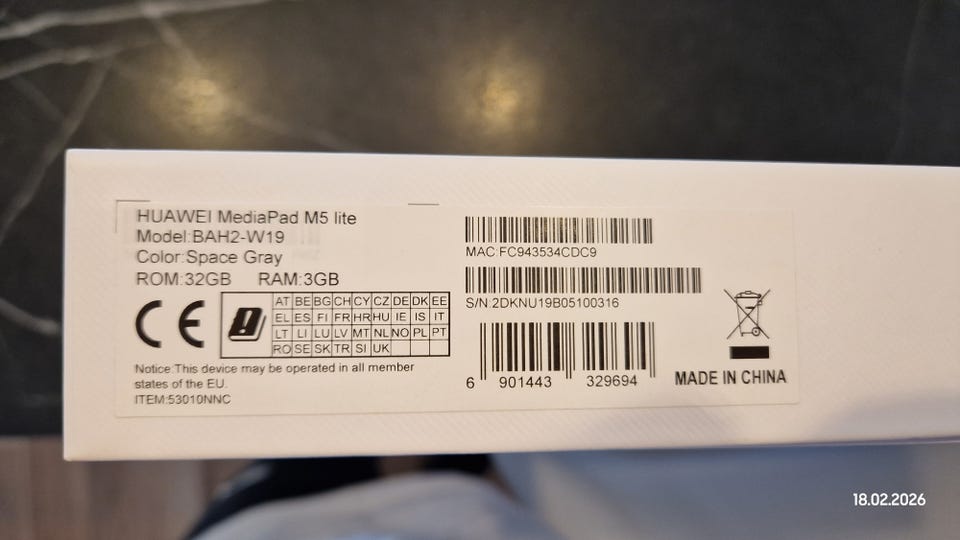 HUAWEI MediaPad M5 lite
Model:BAH2-W19
Color:Space Gray
ROM:32GB RAM:3GB
CE
AT BE BG CH CY CZ DE DK EE
EL ES FI FR HR HU IE IS IT
LT LI LU LV MT NL NO PL PT
RO SE SK TR SI UK
Notice:This device may be operated in all member
states of the EU.
ITEM:53010NNC
MAC:FC943534CDC9
S/N:2DKNU19B05100316
6 901443 329694
MADE IN CHINA
18.02.2026